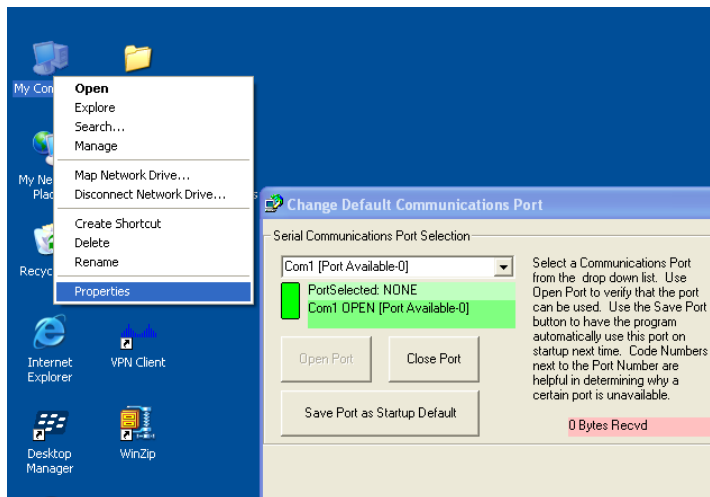 My Con
Open
Explore
Search...
Manage
Map Network Drive...
Disconnect Network Drive...
Create Shortcut
Delete
Rename
Properties
My Ne
Plac
s
Recyc
Internet
Explorer
VPN Client
Desktop
Manager
WinZip
Change Default Communications Port
Serial Communications Port Selection
Com1 [Port Available-0]
PortSelected: NONE
Com1 OPEN [Port Available-0]
Open Port
Close Port
Save Port as Startup Default
Select a Communications Port
from the drop down list. Use
Open Port to verify that the port
can be used. Use the Save Port
button to have the program
automatically use this port on
startup next time. Code Numbers
next to the Port Number are
helpful in determining why a
certain port is unavailable.
0 Bytes Recvd